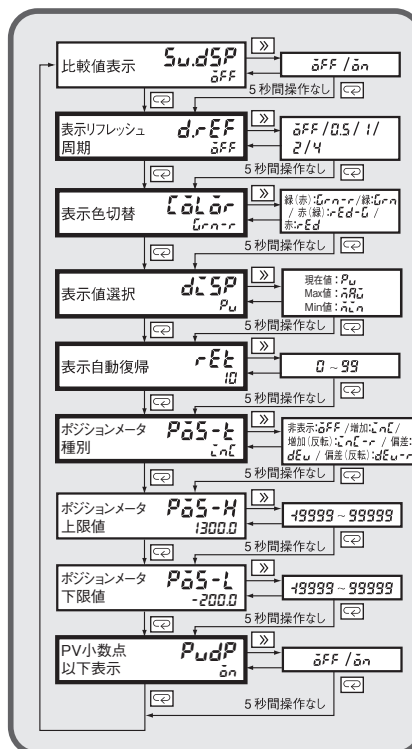 比較値表示
Su.dSP
oFF
oFF / on
5 秒間操作なし
表示リフレッシュ
周期
d.rEF
oFF
oFF / 0.5 / 1 /
2 / 4
5 秒間操作なし
表示色切替
CoLor
Grn-r
緑(赤):Grn-r/緑:Grn
/ 赤(緑):rEd-G /
赤:rEd
5 秒間操作なし
表示値選択
diSP
Pu
現在値:Pu
Max値:mAu
Min値:min
5 秒間操作なし
表示自動復帰
rEt
10
0 ~ 99
5 秒間操作なし
ポジションメータ
種別
PoS-t
inC
非表示:oFF /増加:inC/
増加(反転):inC-r /偏差:
dEu / 偏差(反転):dEu-r
5 秒間操作なし
ポジションメータ
上限値
PoS-H
1300.0
-19999 ~ 99999
5 秒間操作なし
ポジションメータ
下限値
PoS-L
-200.0
-19999 ~ 99999
5 秒間操作なし
PV小数点
以下表示
PudP
on
oFF / on
5 秒間操作なし